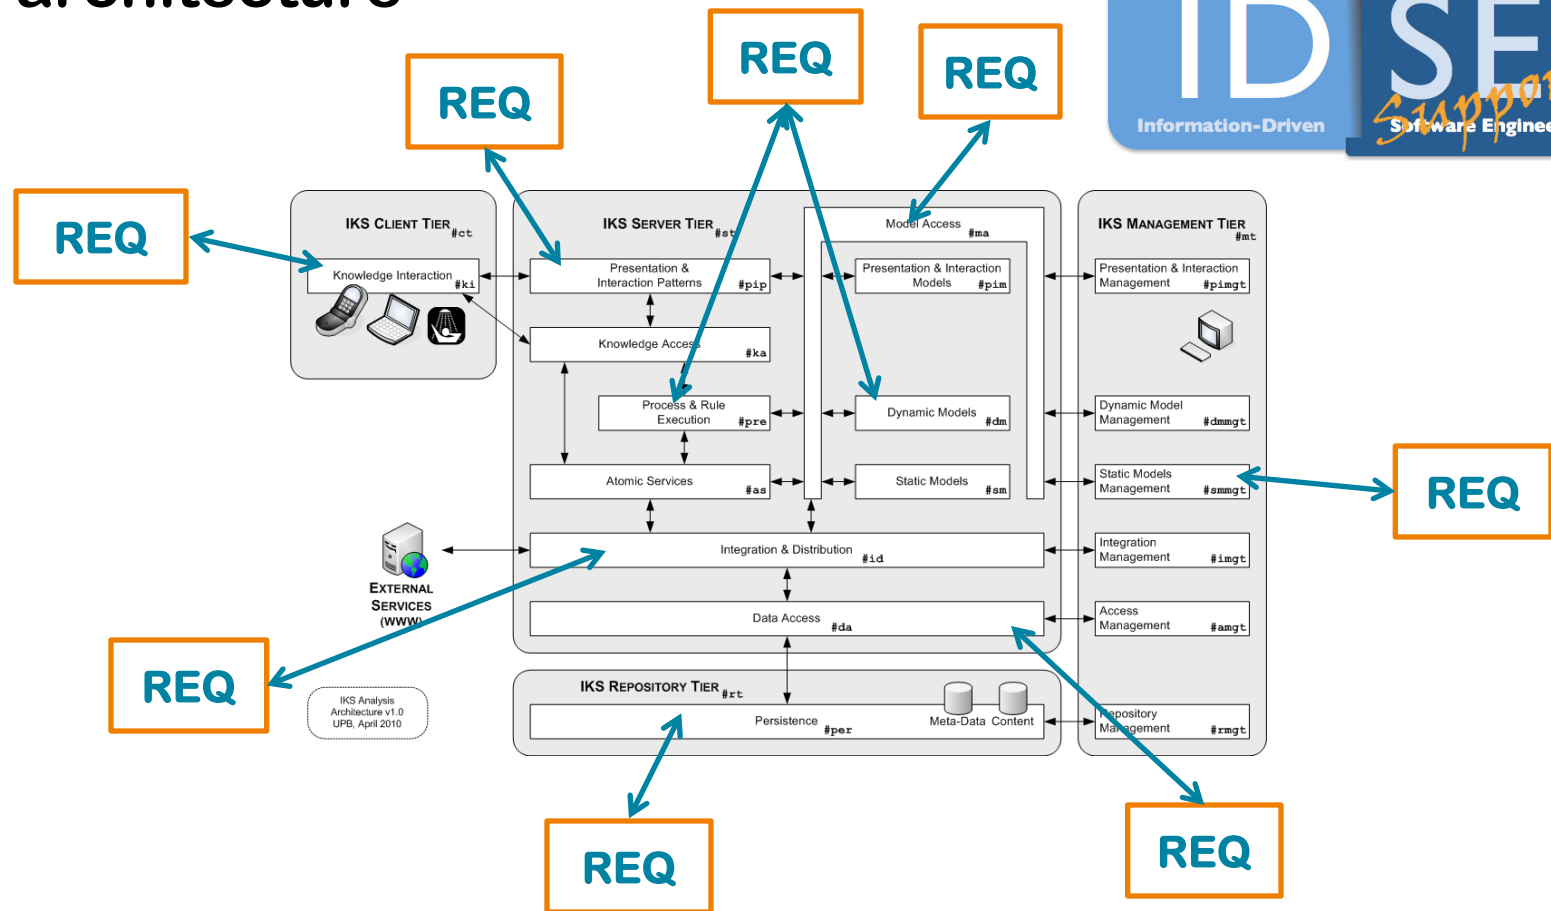 architecture
ID
SE
Information-Driven
Software Enginee
Support
REQ
REQ
REQ
REQ
IKS CLIENT TIER #ct
Knowledge Interaction
#ki
IKS SERVER TIER #st
Presentation &
Interaction Patterns #pip
Knowledge Access
#ka
Process & Rule
Execution #pre
Atomic Services
#as
Model Access
#ma
Presentation & Interaction
Models #pim
Dynamic Models
#dm
Static Models
#sm
Integration & Distribution
#id
Data Access
#da
IKS MANAGEMENT TIER
#mt
Presentation & Interaction
Management #pimgt
Dynamic Model
Management #dmmgt
Static Models
Management #smmgt
Integration
Management #imgt
Access
Management #amgt
Repository
Management #rmgt
REQ
EXTERNAL
SERVICES
(WWW)
REQ
IKS Analysis
Architecture v1.0
UPB, April 2010
IKS REPOSITORY TIER #rt
Persistence
#per
Meta-Data Content
REQ
REQ